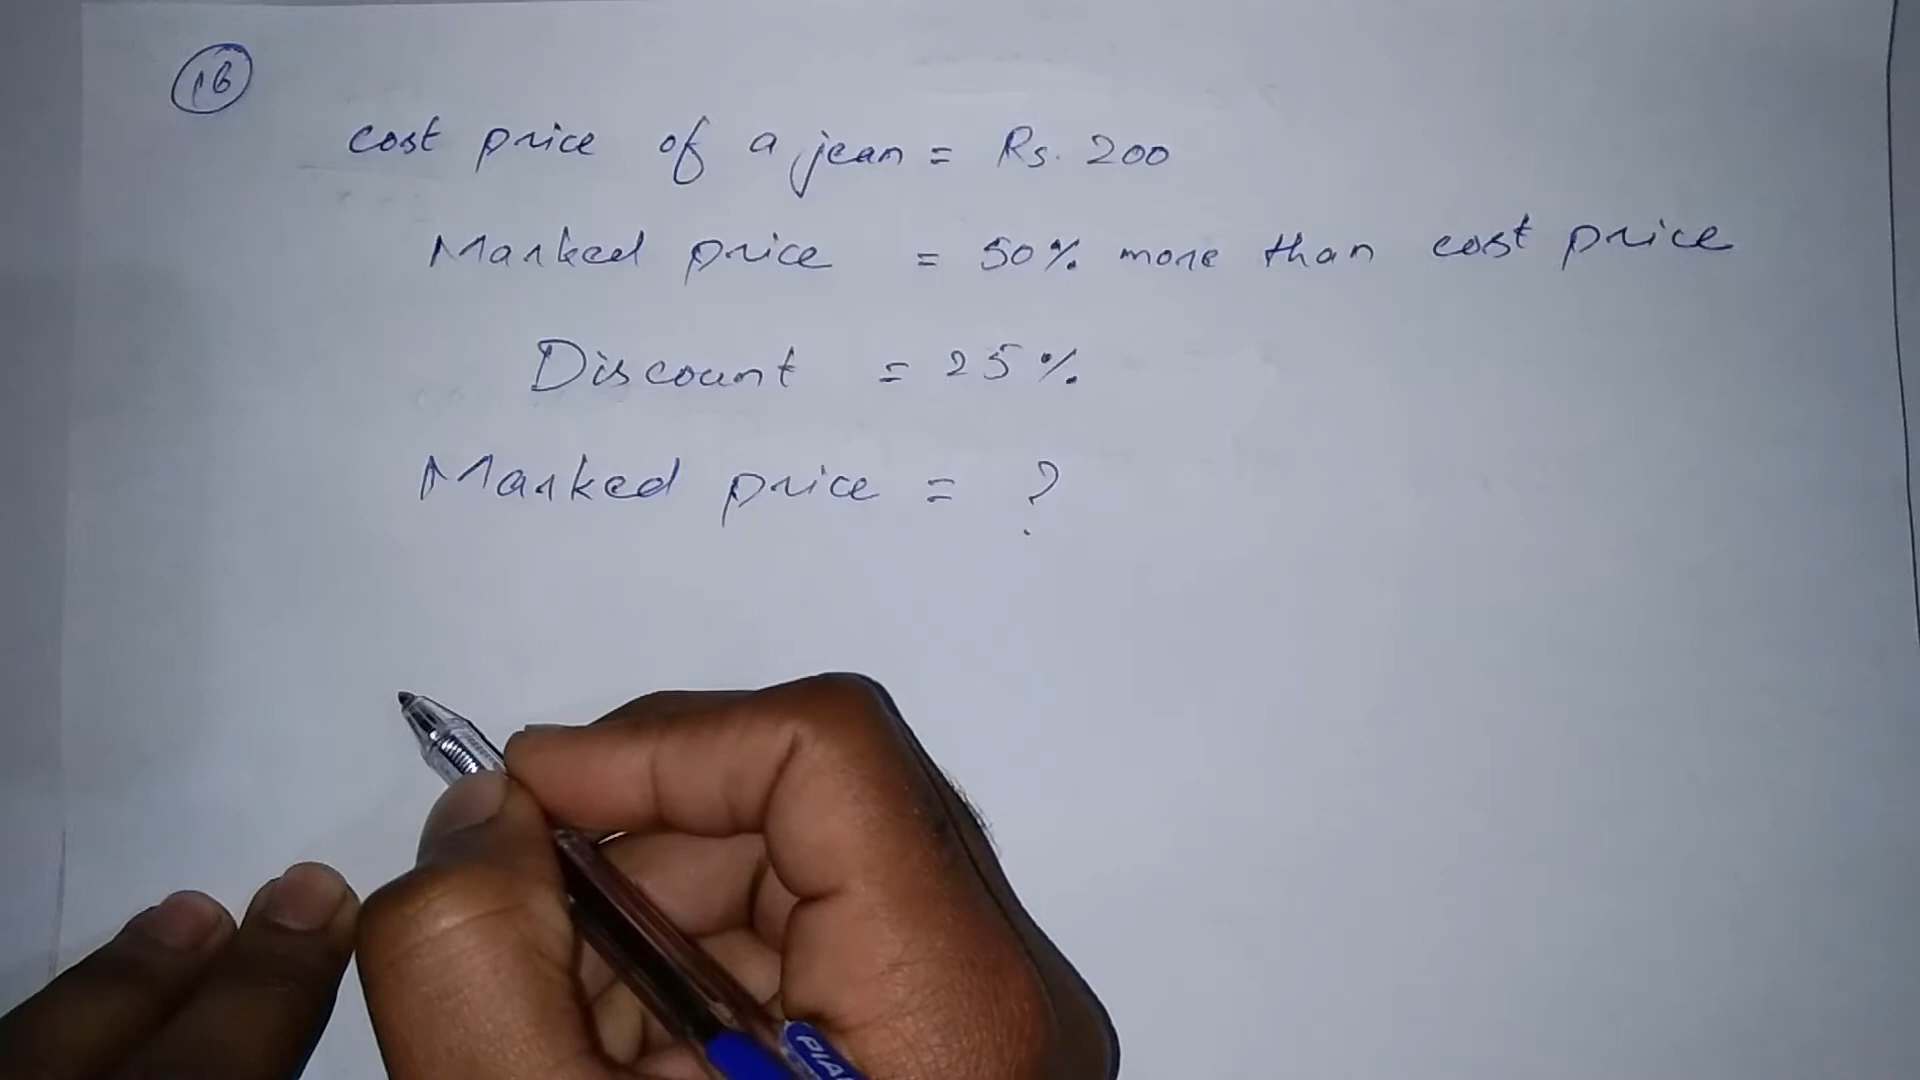 16
cost price of a jean = Rs. 200
Marked price = 50% more than cost price
Discount = 25%
Marked price = ?